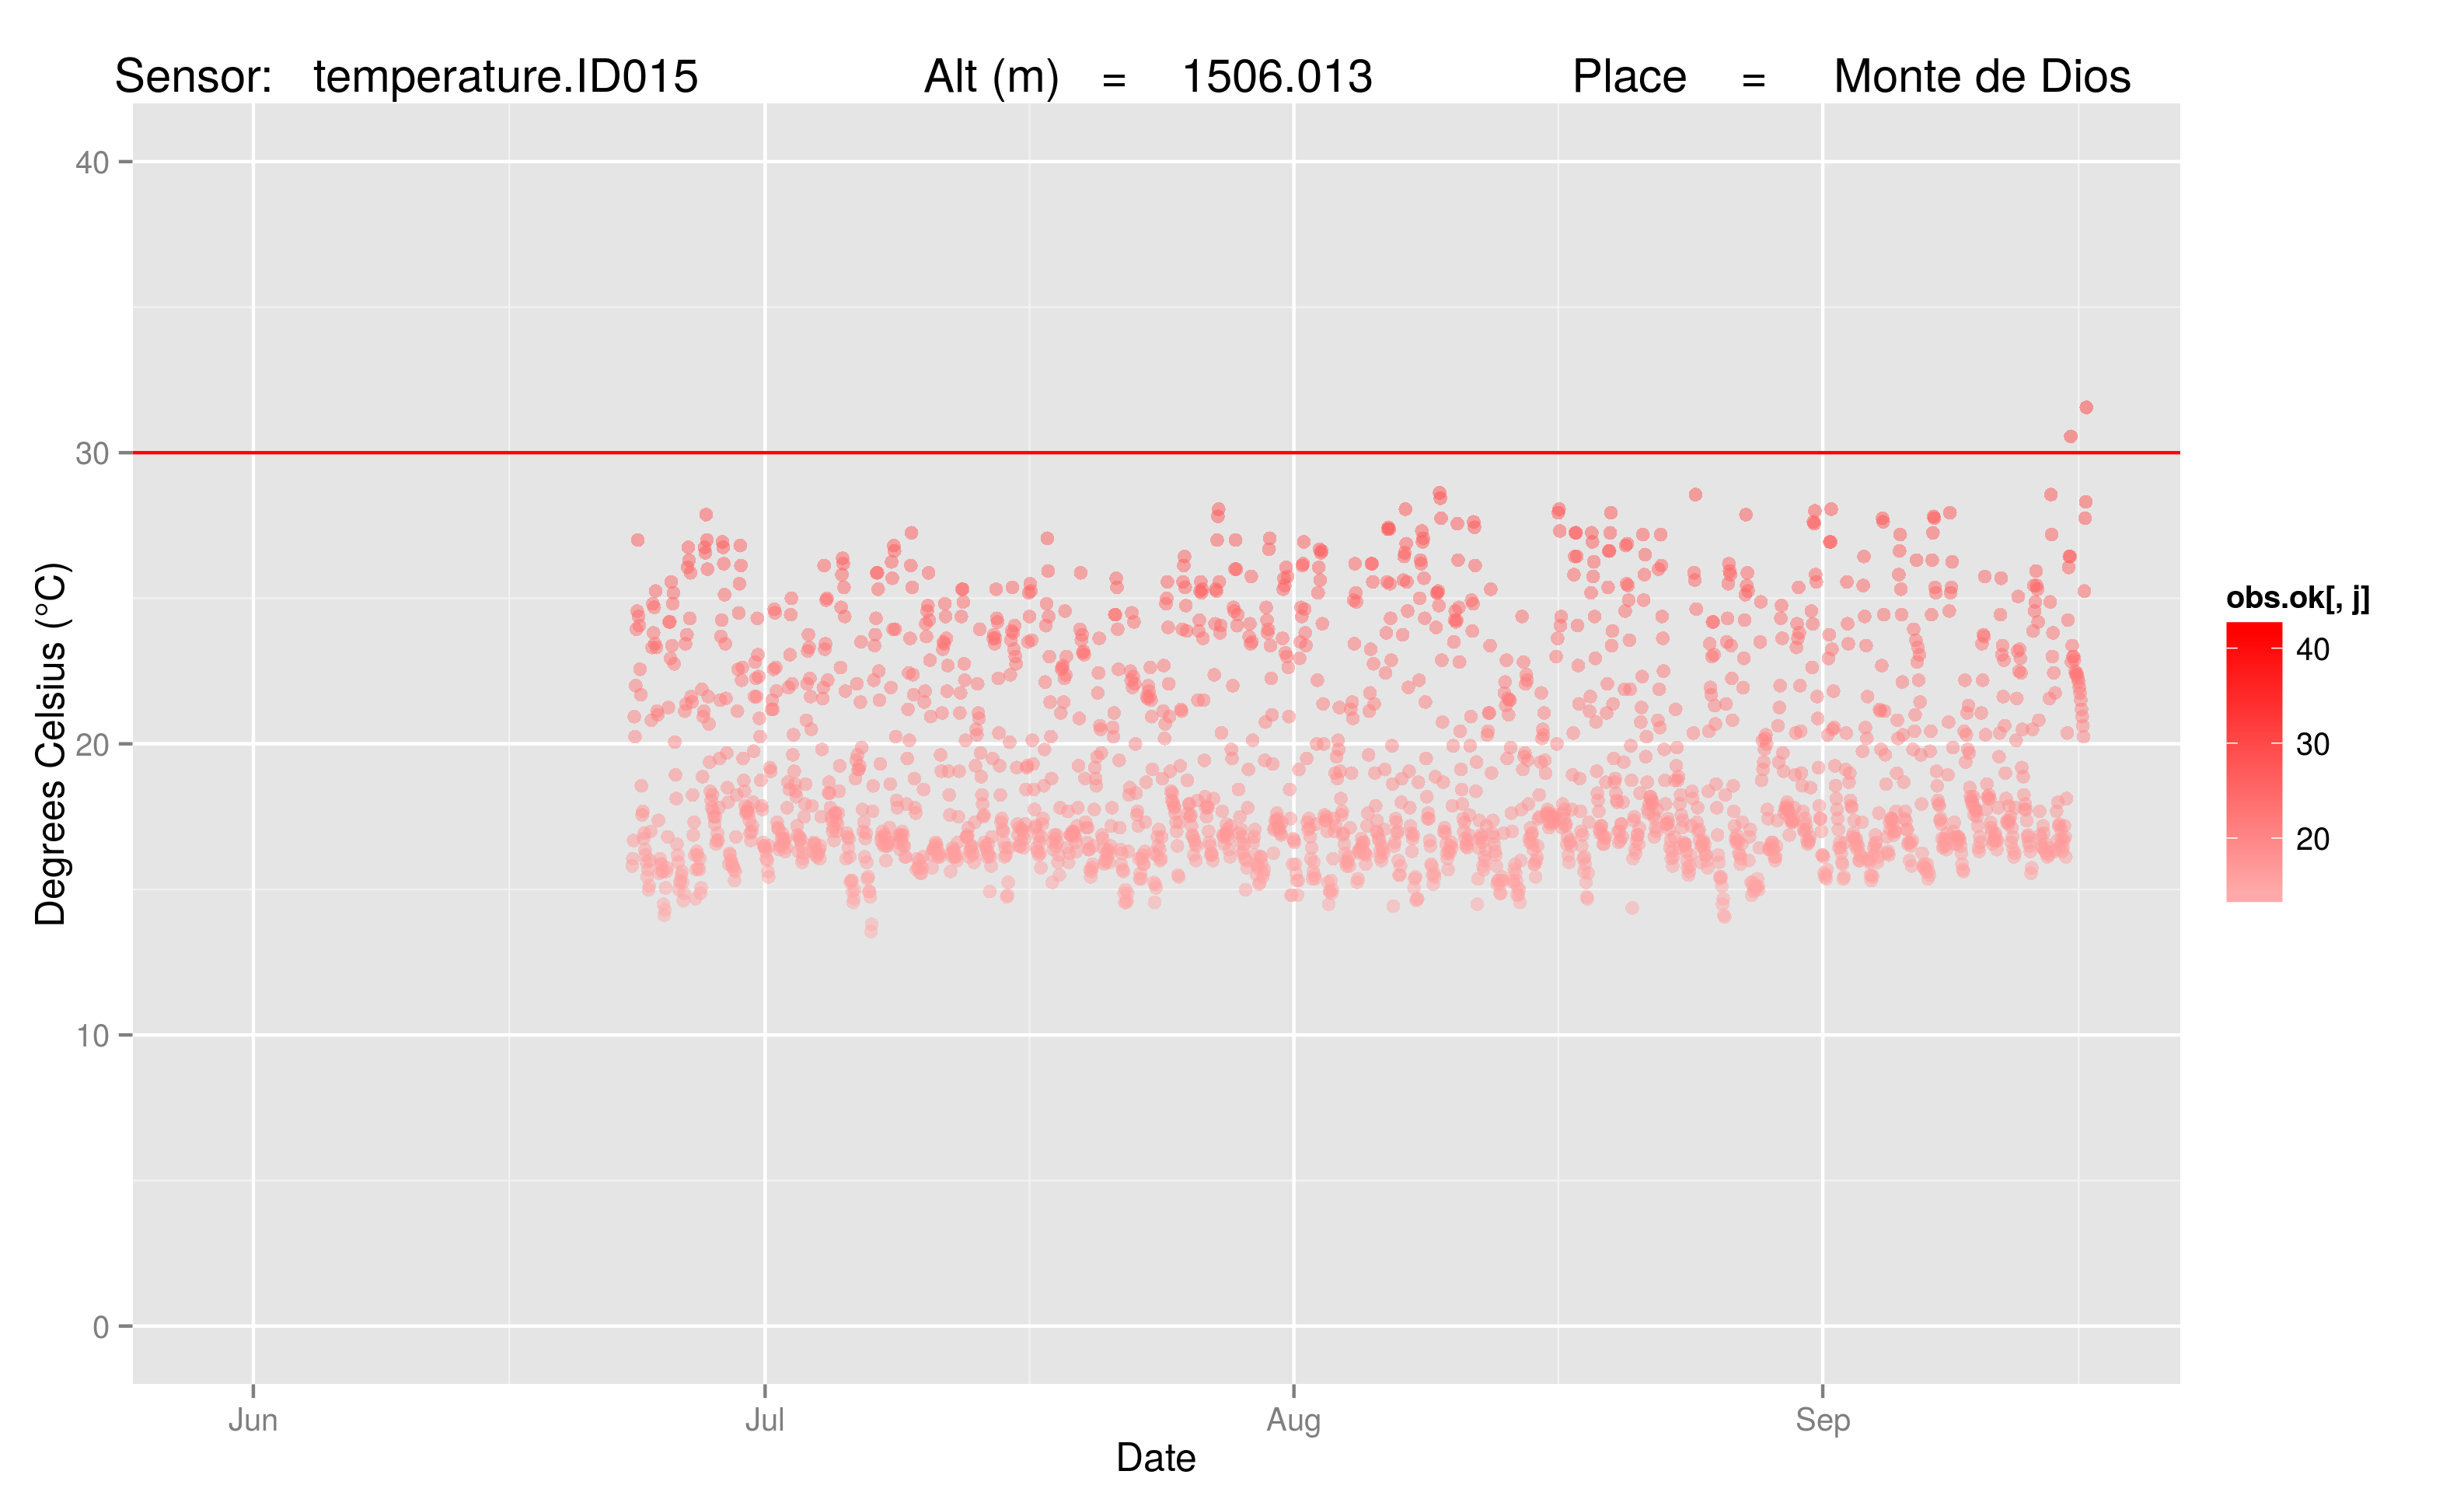 Sensor: temperature.ID015 Alt (m) = 1506.013 Place = Monte de Dios
40
30
20
10
0
Degrees Celsius (°C)
Jun Jul Aug Sep
Date
obs.ok[, j]
40
30
20